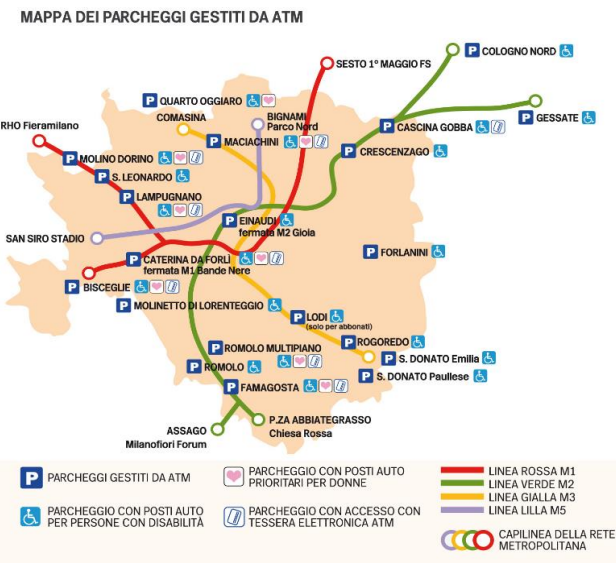 MAPPA DEI PARCHEGGI GESTITI DA ATM
SESTO 1º MAGGIO FS
P COLOGNO NORD
P QUARTO OGGIARO
COMASINA
BIGNAMI
Parco Nord
P GESSATE
RHO Fieramilano
P MACIACHINI
P CASCINA GOBBA
P CRESCENZAGO
P MOLINO DORINO
P S. LEONARDO
P LAMPUGNANO
P EINAUDI
fermata M2 Gioia
SAN SIRO STADIO
P FORLANINI
P CATERINA DA FORLÌ
fermata M1 Bande Nere
P BISCEGLIE
P MOLINETTO DI LORENTEGGIO
P LODI
(solo per abbonati)
P ROGOREDO
P ROMOLO MULTIPIANO
P S. DONATO Emilia
P ROMOLO
P S. DONATO Paullese
P FAMAGOSTA
P.ZA ABBIATEGRASSO
Chiesa Rossa
ASSAGO
Milanofiori Forum
P PARCHEGGI GESTITI DA ATM
PARCHEGGIO CON POSTI AUTO
PRIORITARI PER DONNE
LINEA ROSSA M1
LINEA VERDE M2
LINEA GIALLA M3
LINEA LILLA M5
PARCHEGGIO CON POSTI AUTO
PER PERSONE CON DISABILITÀ
PARCHEGGIO CON ACCESSO CON
TESSERA ELETTRONICA ATM
CAPILINEA DELLA RETE
METROPOLITANA